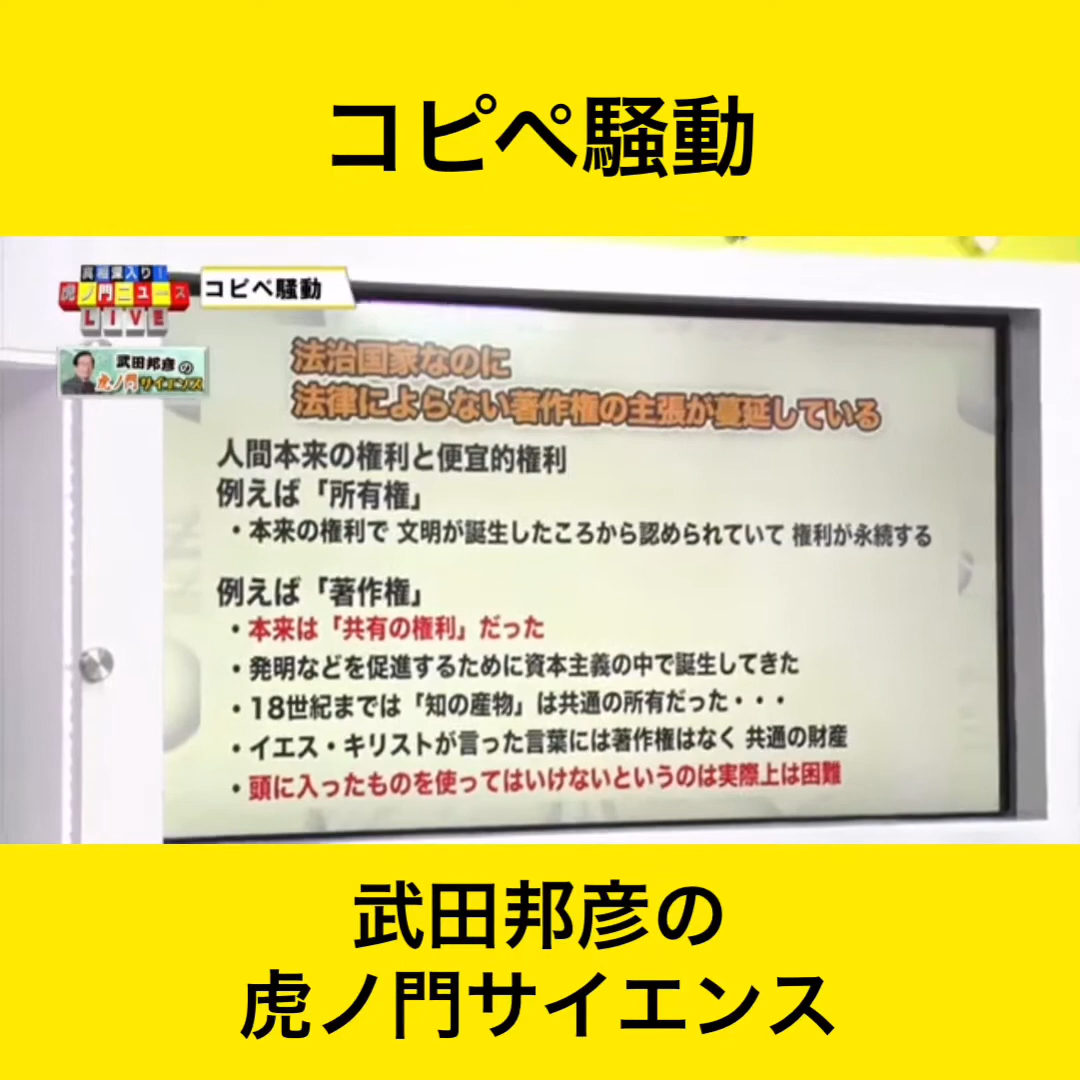 コピペ騒動
真相深入り!
虎ノ門ニュース
LIVE
コピペ騒動
武田邦彦の
虎ノ門サイエンス
法治国家なのに
法律によらない著作権の主張が蔓延している
人間本来の権利と便宜的権利
例えば「所有権」
・本来の権利で 文明が誕生したころから認められていて 権利が永続する
例えば「著作権」
・本来は「共有の権利」だった
・発明などを促進するために資本主義の中で誕生してきた
・18世紀までは「知の産物」は共通の所有だった・・・
・イエス・キリストが言った言葉には著作権はなく 共通の財産
・頭に入ったものを使ってはいけないというのは実際上は困難
武田邦彦の
虎ノ門サイエンス